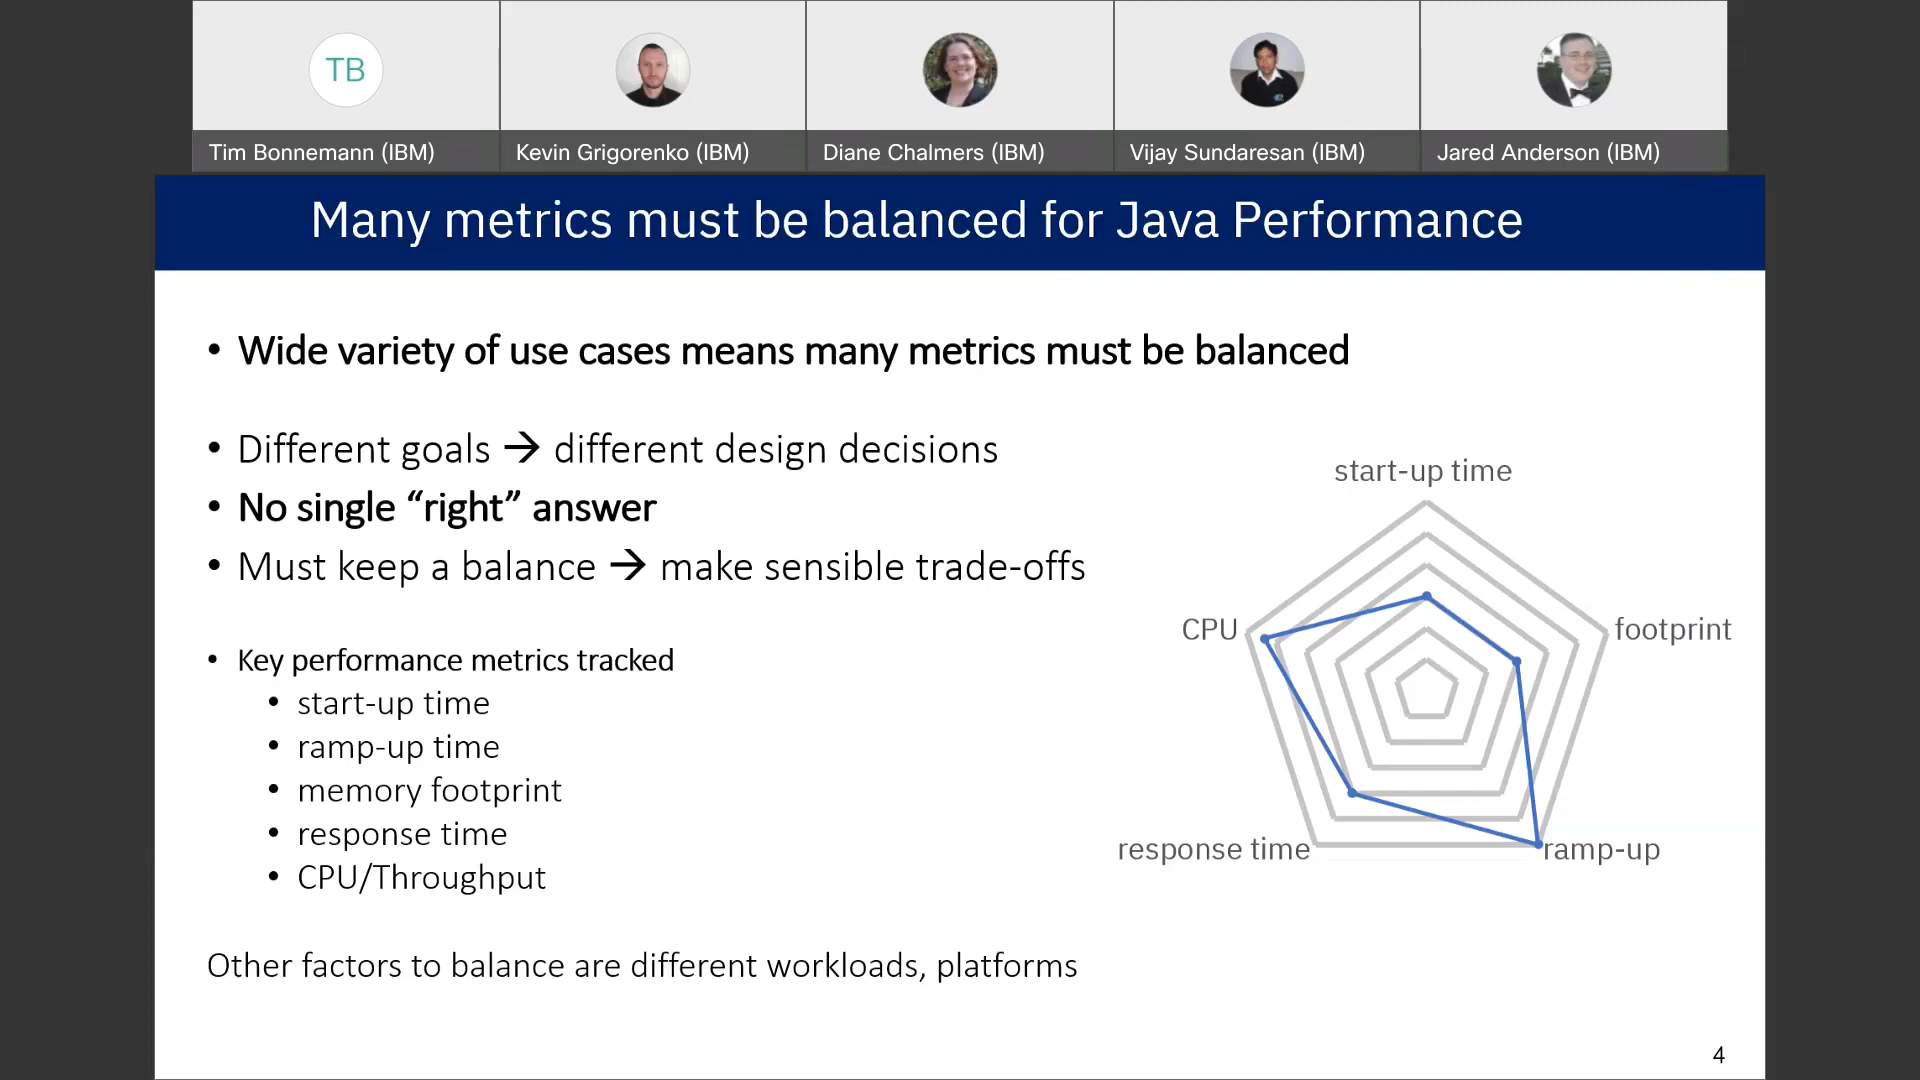 TB
Tim Bonnemann (IBM)
Kevin Grigorenko (IBM)
Diane Chalmers (IBM)
Vijay Sundaresan (IBM)
Jared Anderson (IBM)
Many metrics must be balanced for Java Performance
• Wide variety of use cases means many metrics must be balanced
• Different goals → different design decisions
• No single “right” answer
• Must keep a balance → make sensible trade-offs
• Key performance metrics tracked
• start-up time
• ramp-up time
• memory footprint
• response time
• CPU/Throughput
Other factors to balance are different workloads, platforms
start-up time
CPU
footprint
response time
ramp-up
4